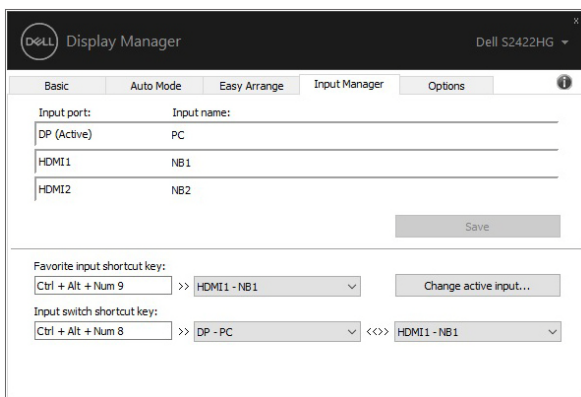 DELL Display Manager Dell S2422HG
x
Basic Auto Mode Easy Arrange Input Manager Options i
Input port: Input name:
DP (Active) PC
HDMI1 NB1
HDMI2 NB2
Save
Favorite input shortcut key:
Ctrl + Alt + Num 9 >> HDMI1 - NB1 Change active input...
Input switch shortcut key:
Ctrl + Alt + Num 8 >> DP - PC <<>> HDMI1 - NB1